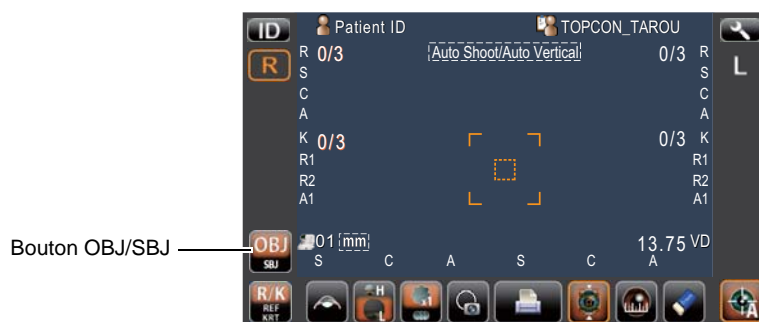 ID Patient ID TOPCON_TAROU
R R 0/3 Auto Shoot/Auto Vertical 0/3 R L
S S
C C
A A
K 0/3 0/3 K
R1 R1
R2 R2
A1 A1
Bouton OBJ/SBJ OBJ SBJ 01 mm 13.75 VD
S C A S C A
R/K REF KRT H L 1 A